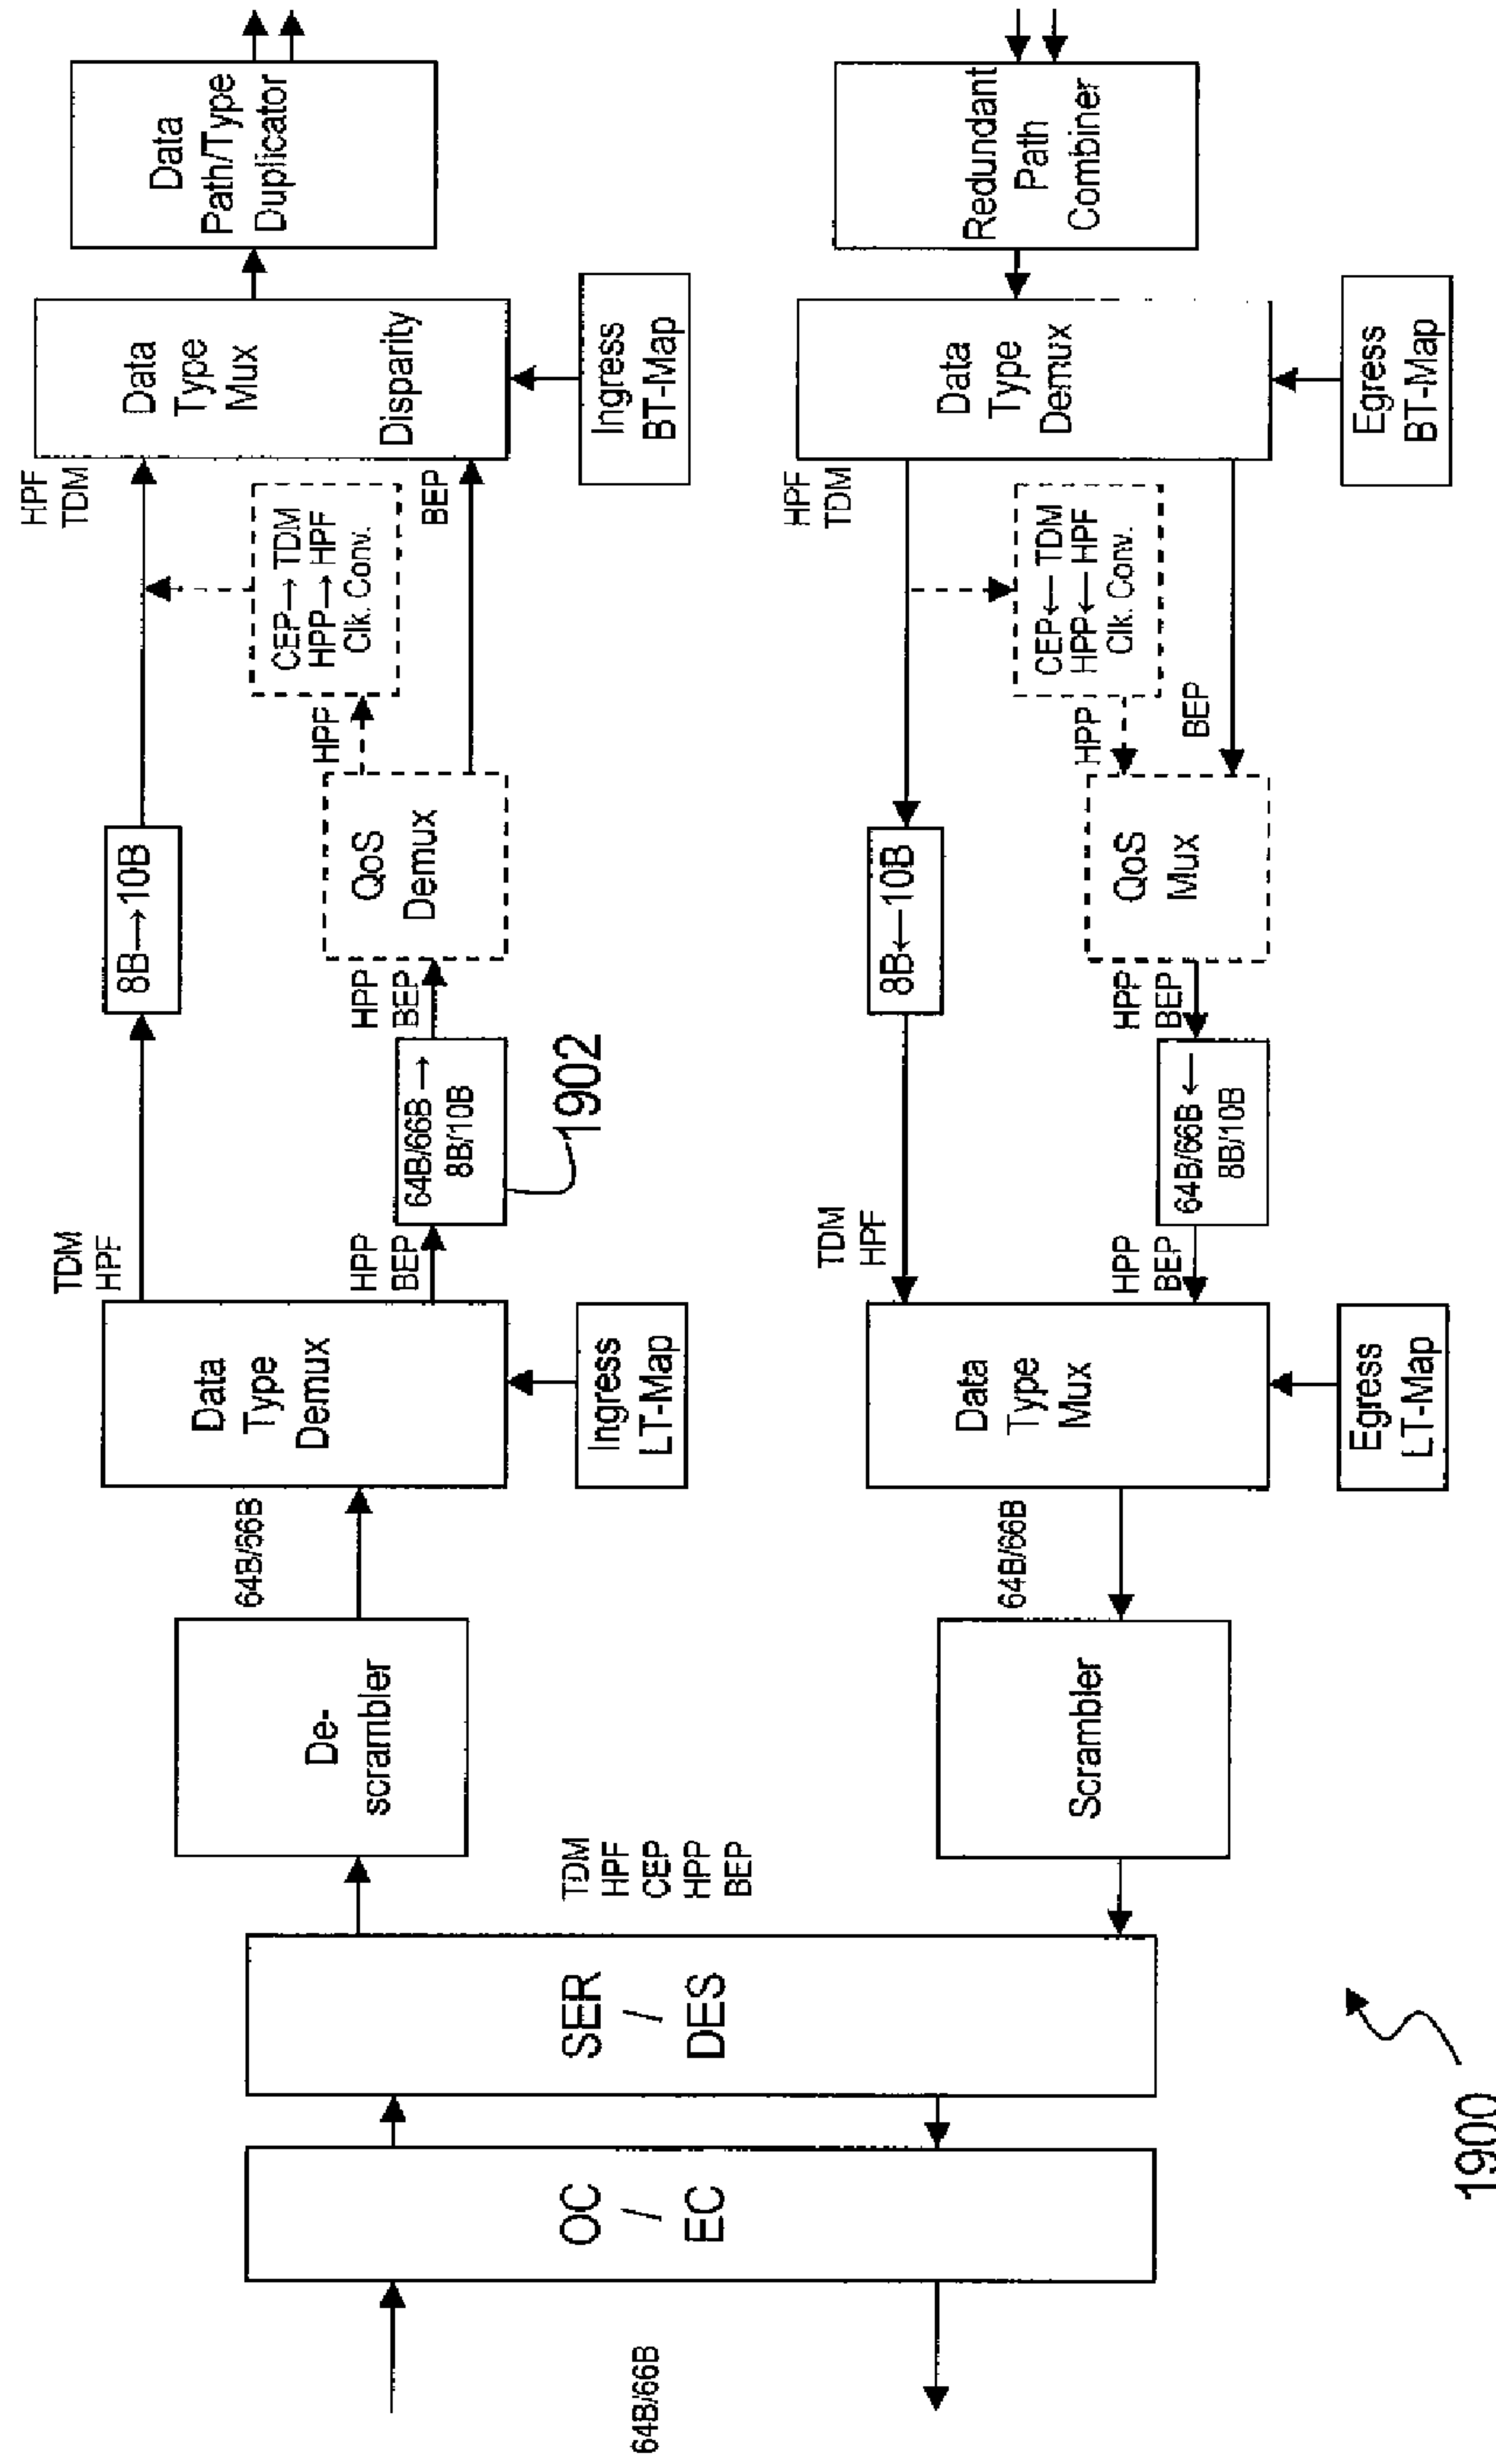 64B/66B
OC
/
EC
SER
/
DES
TDM
HPF
CEP
HPP
BEP
De-
scrambler
64B/66B
Data
Type
Demux
Ingress
LT-Map
TDM
HPF
8B→10B
HPP
BEP
64B/66B →
8B/10B
1902
HPP
BEP
QoS
Demux
HPP
CEP→ TDM
HPP→ HPF
Clk. Conv.
HPF
TDM
BEP
Data
Type
Mux
Disparity
Ingress
BT-Map
Data
Path/Type
Duplicator
Scrambler
64B/66B
Data
Type
Mux
Egress
LT-Map
TDM
HPF
8B←10B
HPP
BEP
64B/66B ←
8B/10B
HPP
BEP
QoS
Mux
HPP
CEP← TDM
HPP← HPF
Clk. Conv.
BEP
HPF
TDM
Data
Type
Demux
Egress
BT-Map
Redundant
Path
Combiner
1900